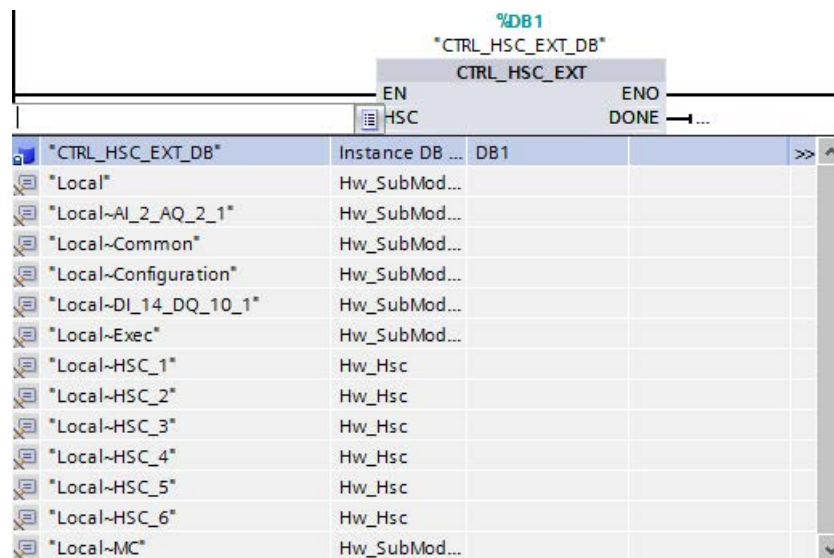 %DB1
"CTRL_HSC_EXT_DB"
CTRL_HSC_EXT
EN ENO
HSC DONE ...
"CTRL_HSC_EXT_DB" Instance DB ... DB1 >>
"Local" Hw_SubMod...
"Local~AI_2_AQ_2_1" Hw_SubMod...
"Local~Common" Hw_SubMod...
"Local~Configuration" Hw_SubMod...
"Local~DI_14_DQ_10_1" Hw_SubMod...
"Local~Exec" Hw_SubMod...
"Local~HSC_1" Hw_Hsc
"Local~HSC_2" Hw_Hsc
"Local~HSC_3" Hw_Hsc
"Local~HSC_4" Hw_Hsc
"Local~HSC_5" Hw_Hsc
"Local~HSC_6" Hw_Hsc
"Local~MC" Hw_SubMod...